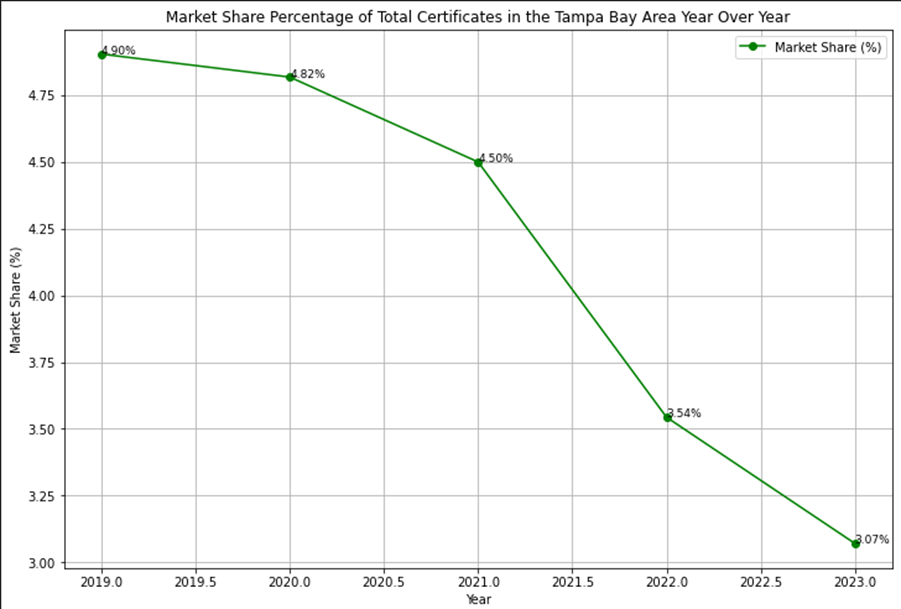 Market Share Percentage of Total Certificates in the Tampa Bay Area Year Over Year
Market Share (%)
4.90%
4.82%
4.50%
3.54%
3.07%
Market Share (%)
4.75
4.50
4.25
4.00
3.75
3.50
3.25
3.00
2019.0 2019.5 2020.0 2020.5 2021.0 2021.5 2022.0 2022.5 2023.0
Year